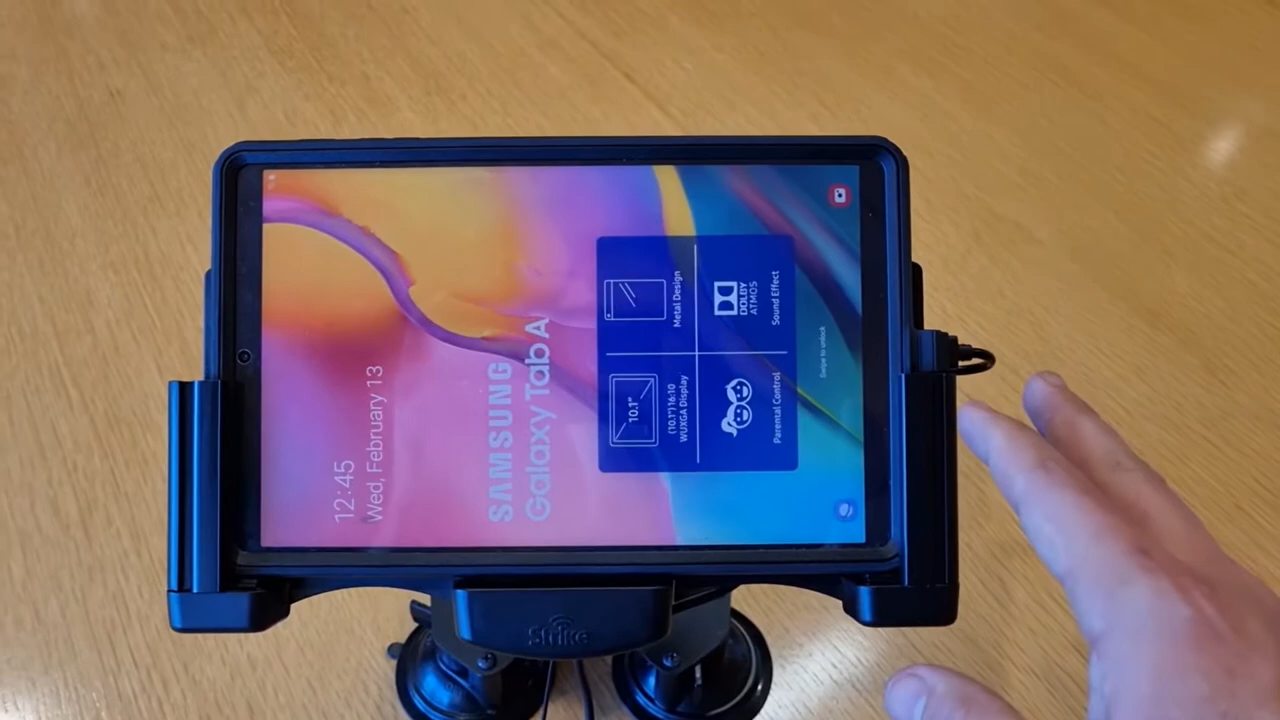 12:45
Wed, February 13
SAMSUNG
Galaxy Tab A
10.1"
(10.1")16:10
WUXGA Display
Metal Design
Parental Control
DOLBY
ATMOS
Sound Effect
Swipe to unlock
Strike